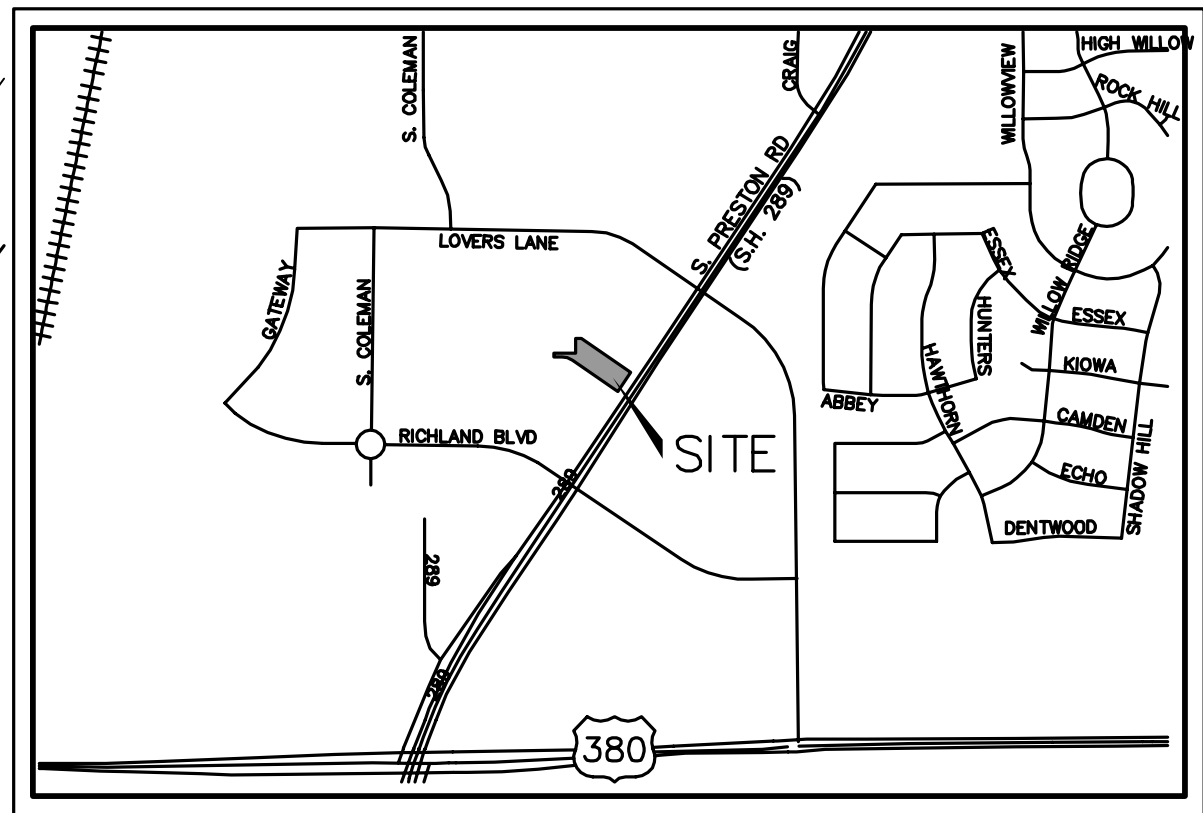 S. COLEMAN
CRAIG
HIGH WILLOW
WILLOWVIEW
ROCK HILL
S. PRESTON RD
(S.H. 289)
LOVERS LANE
ESSEX
WILLOW RIDGE
GATEWAY
S. COLEMAN
HUNTERS
ESSEX
HAWTHORN
KIOWA
ABBEY
CAMDEN
RICHLAND BLVD
SITE
SHADOW HILL
ECHO
289
DENTWOOD
289
289
380